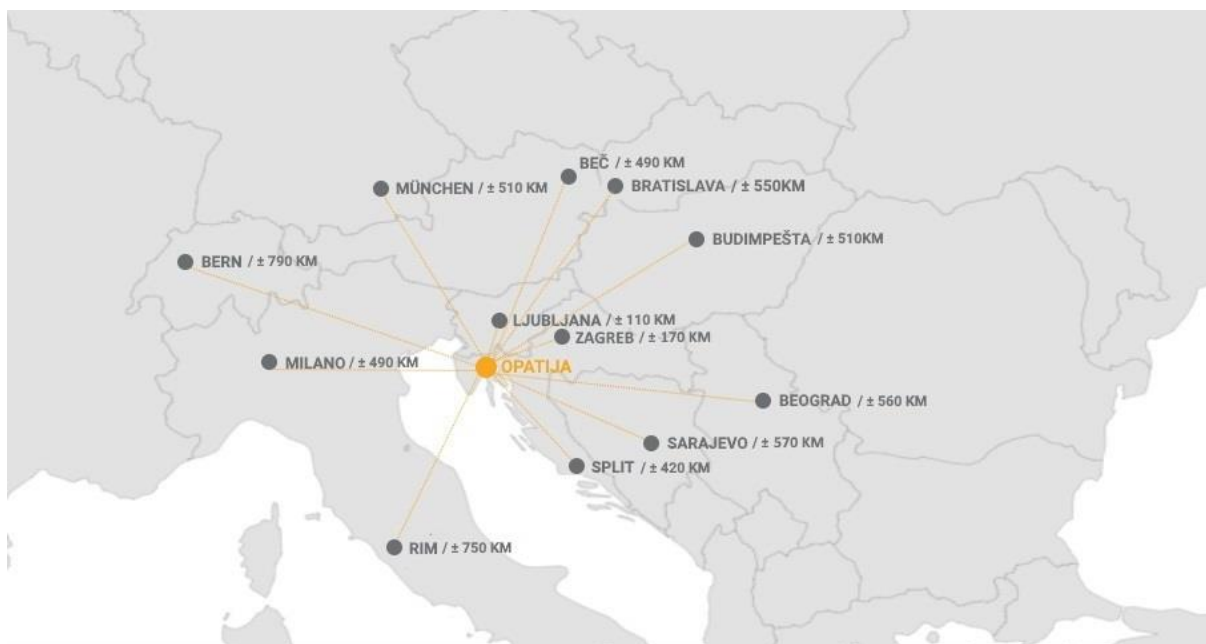 BEČ / ± 490 KM
MÜNCHEN / ± 510 KM
BRATISLAVA / ± 550KM
BUDIMPEŠTA / ± 510KM
BERN / ± 790 KM
LJUBLJANA / ± 110 KM
ZAGREB / ± 170 KM
MILANO / ± 490 KM
OPATIJA
BEOGRAD / ± 560 KM
SARAJEVO / ± 570 KM
SPLIT / ± 420 KM
RIM / ± 750 KM